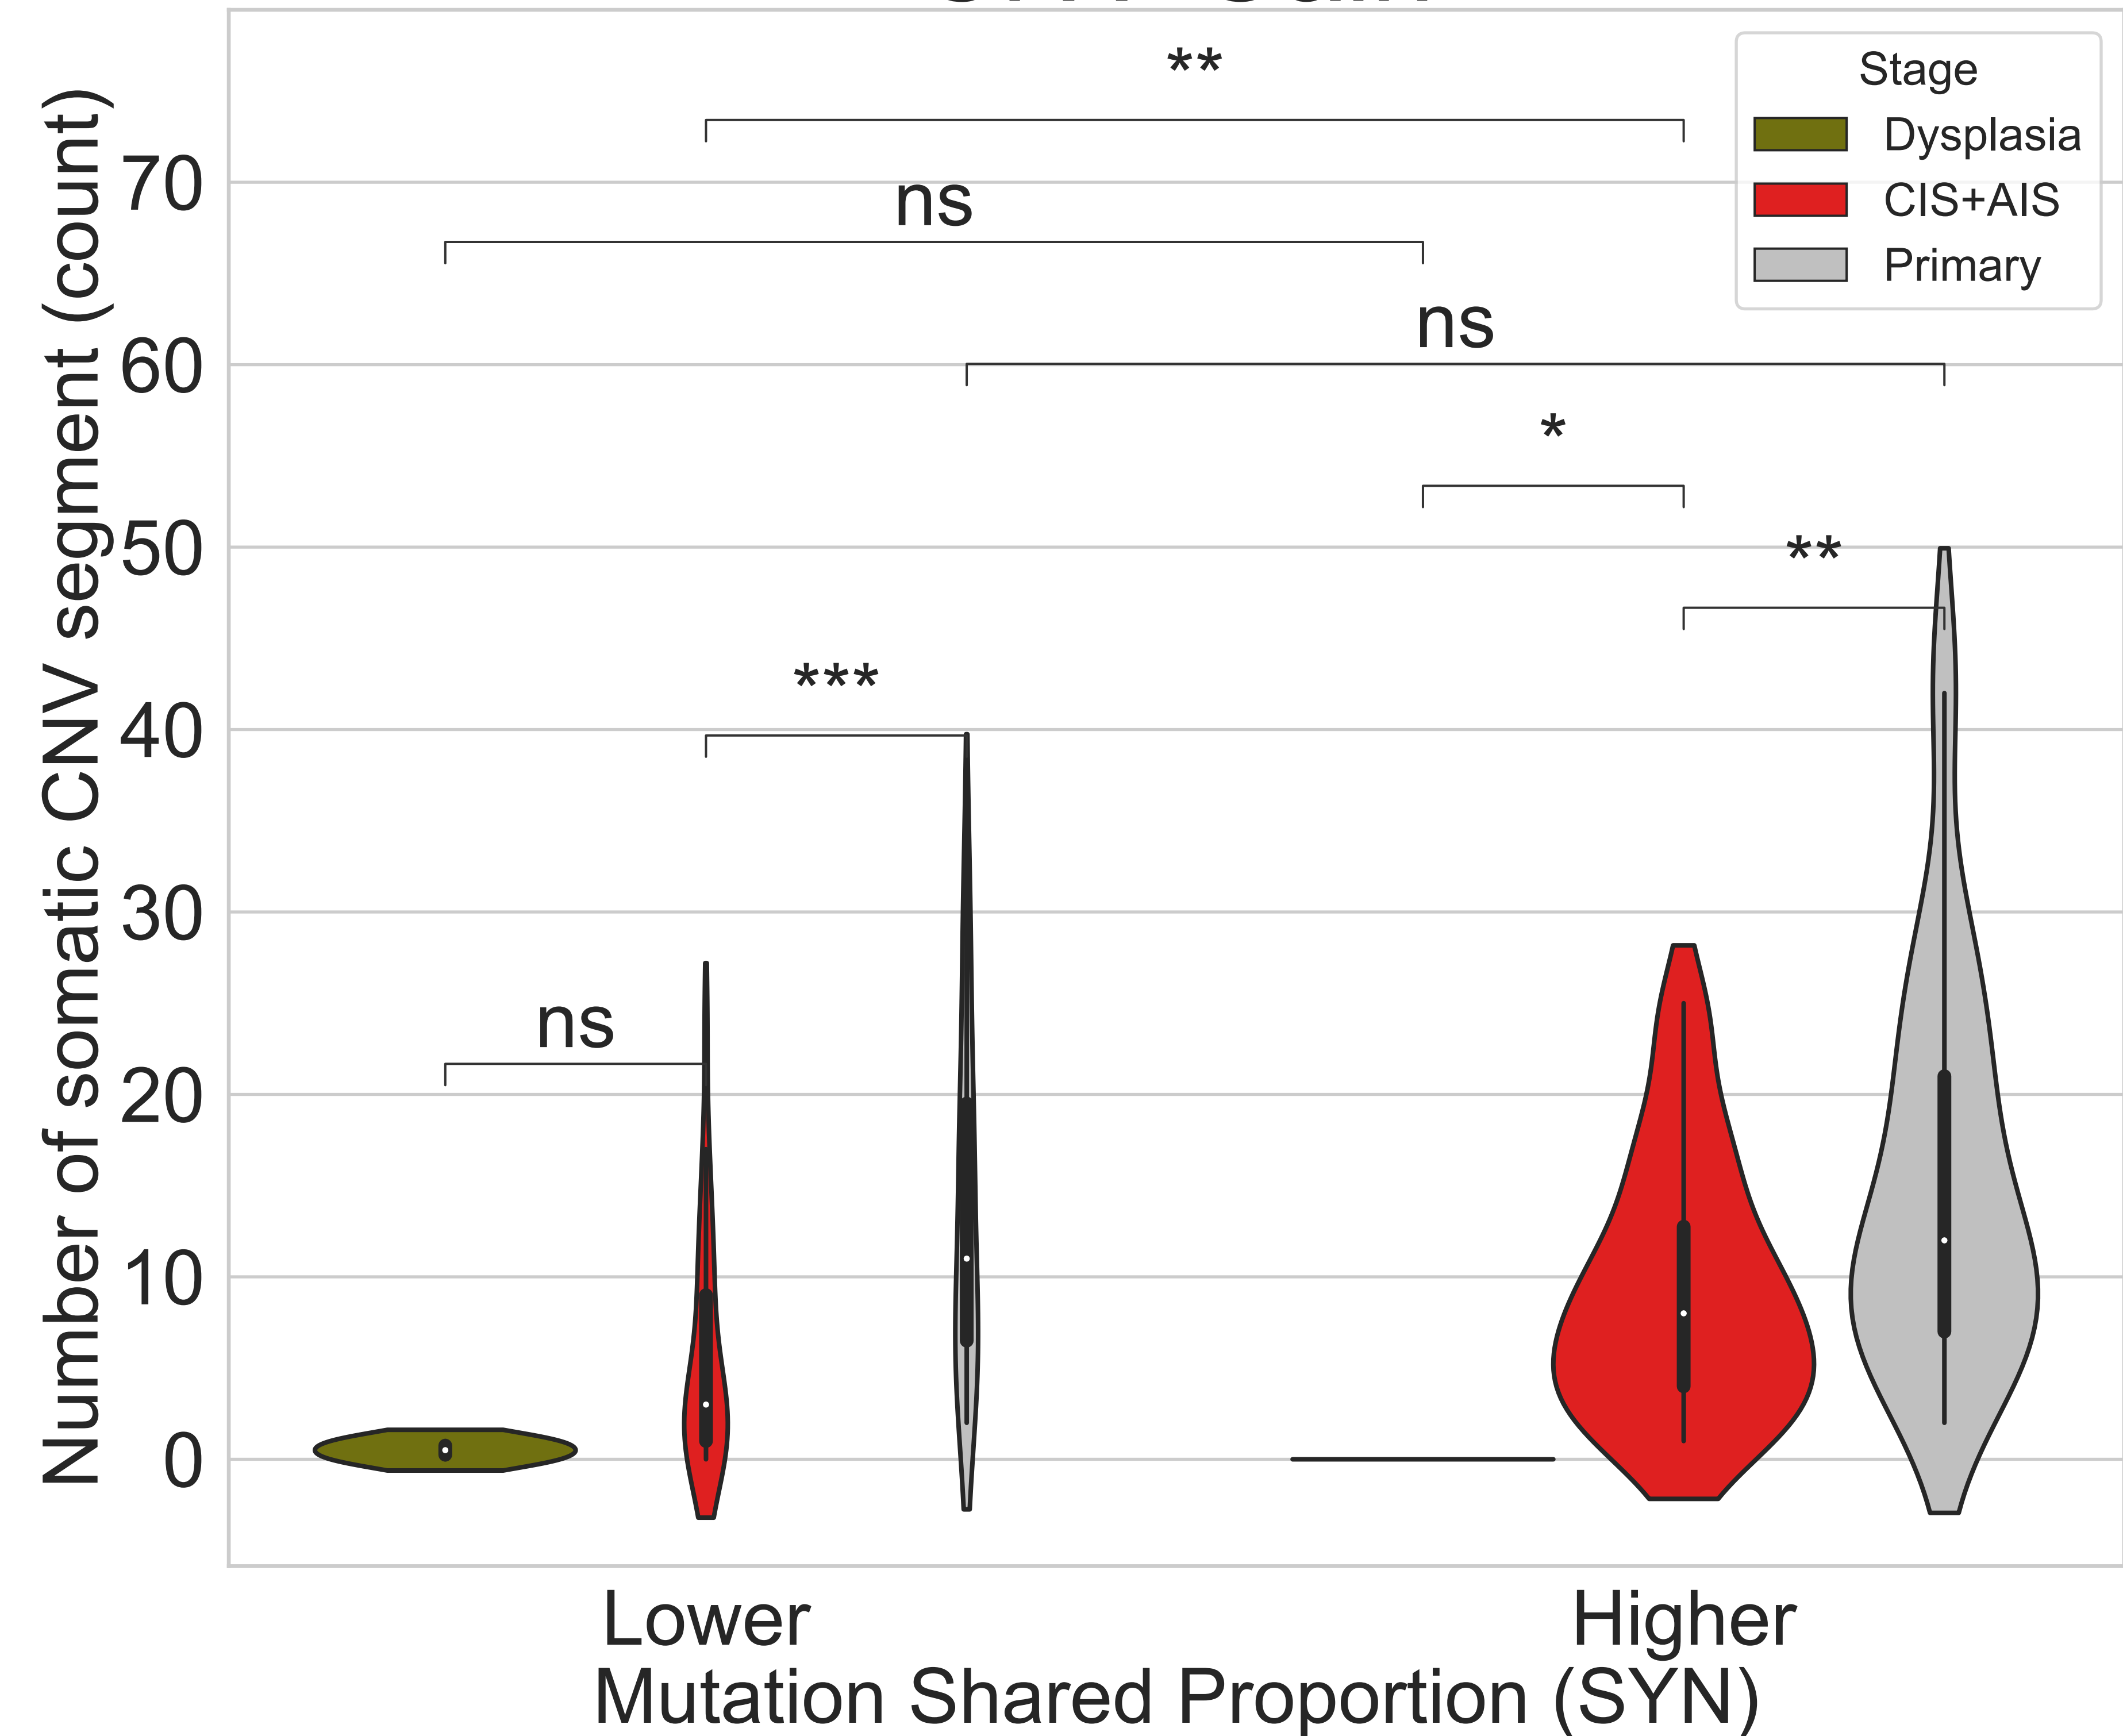 **
Stage
Dysplasia
CIS+AIS
Primary
ns
ns
*
**
***
ns
Number of somatic CNV segment (count)
70
60
50
40
30
20
10
0
Lower
Higher
Mutation Shared Proportion (SYN)